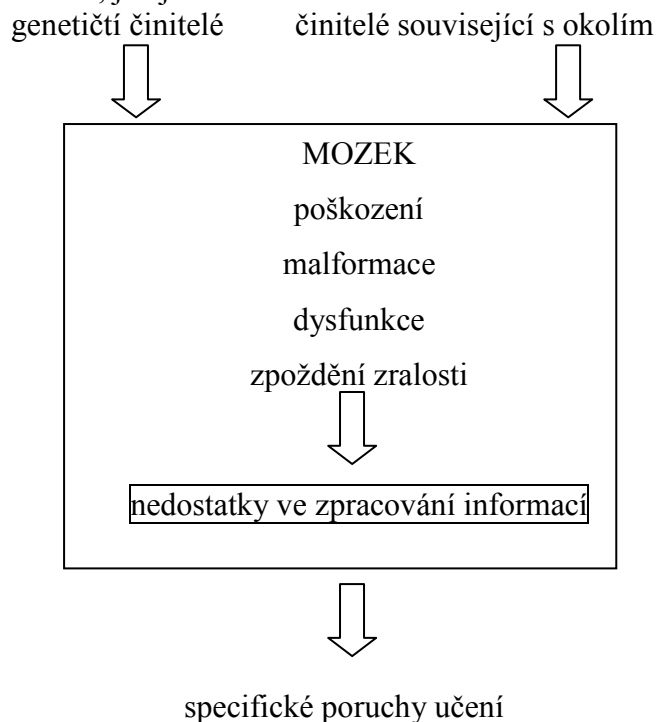 genetičtí činitelé činitelé související s okolím
MOZEK
poškození
malformace
dysfunkce
zpoždění zralosti
nedostatky ve zpracování informací
specifické poruchy učení